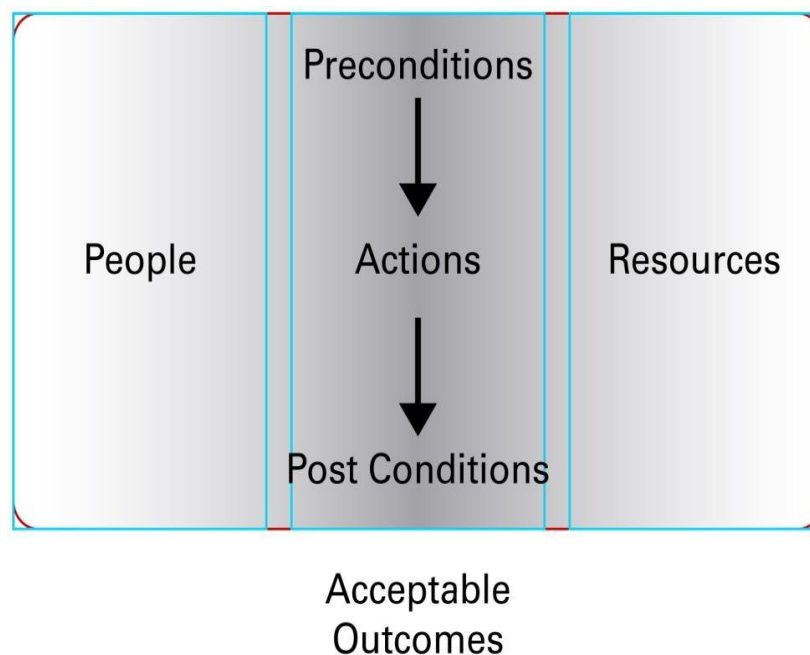 Preconditions
People
Actions
Resources
Post Conditions
Acceptable
Outcomes